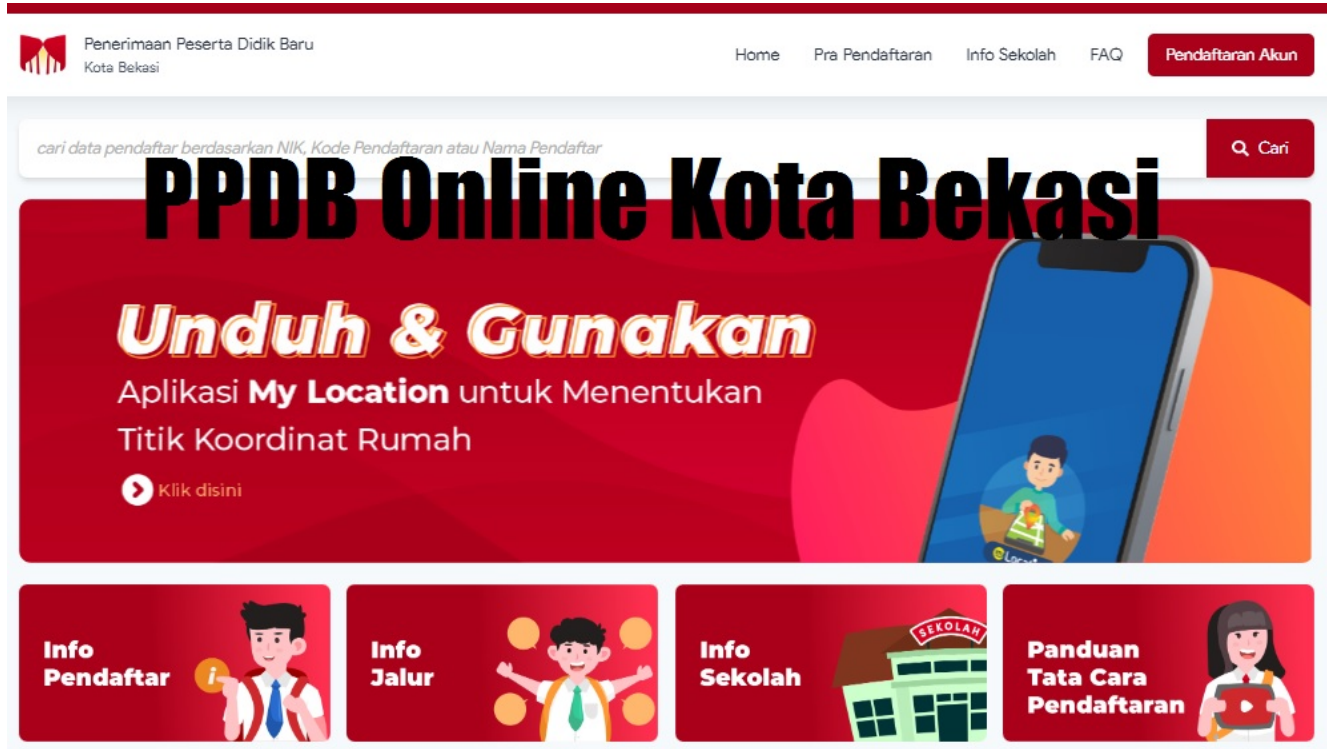 Penerimaan Peserta Didik Baru
Kota Bekasi
Home
Pra Pendaftaran
Info Sekolah
FAQ
Pendaftaran Akun
cari data pendaftar berdasarkan NIK, Kode Pendaftaran atau Nama Pendaftar
Cari
PPDB Online Kota Bekasi
Unduh & Gunakan
Aplikasi My Location untuk Menentukan
Titik Koordinat Rumah
Klik disini
Info
Pendaftar
i
Info
Jalur
Info
Sekolah
SEKOLAH
Panduan
Tata Cara
Pendaftaran